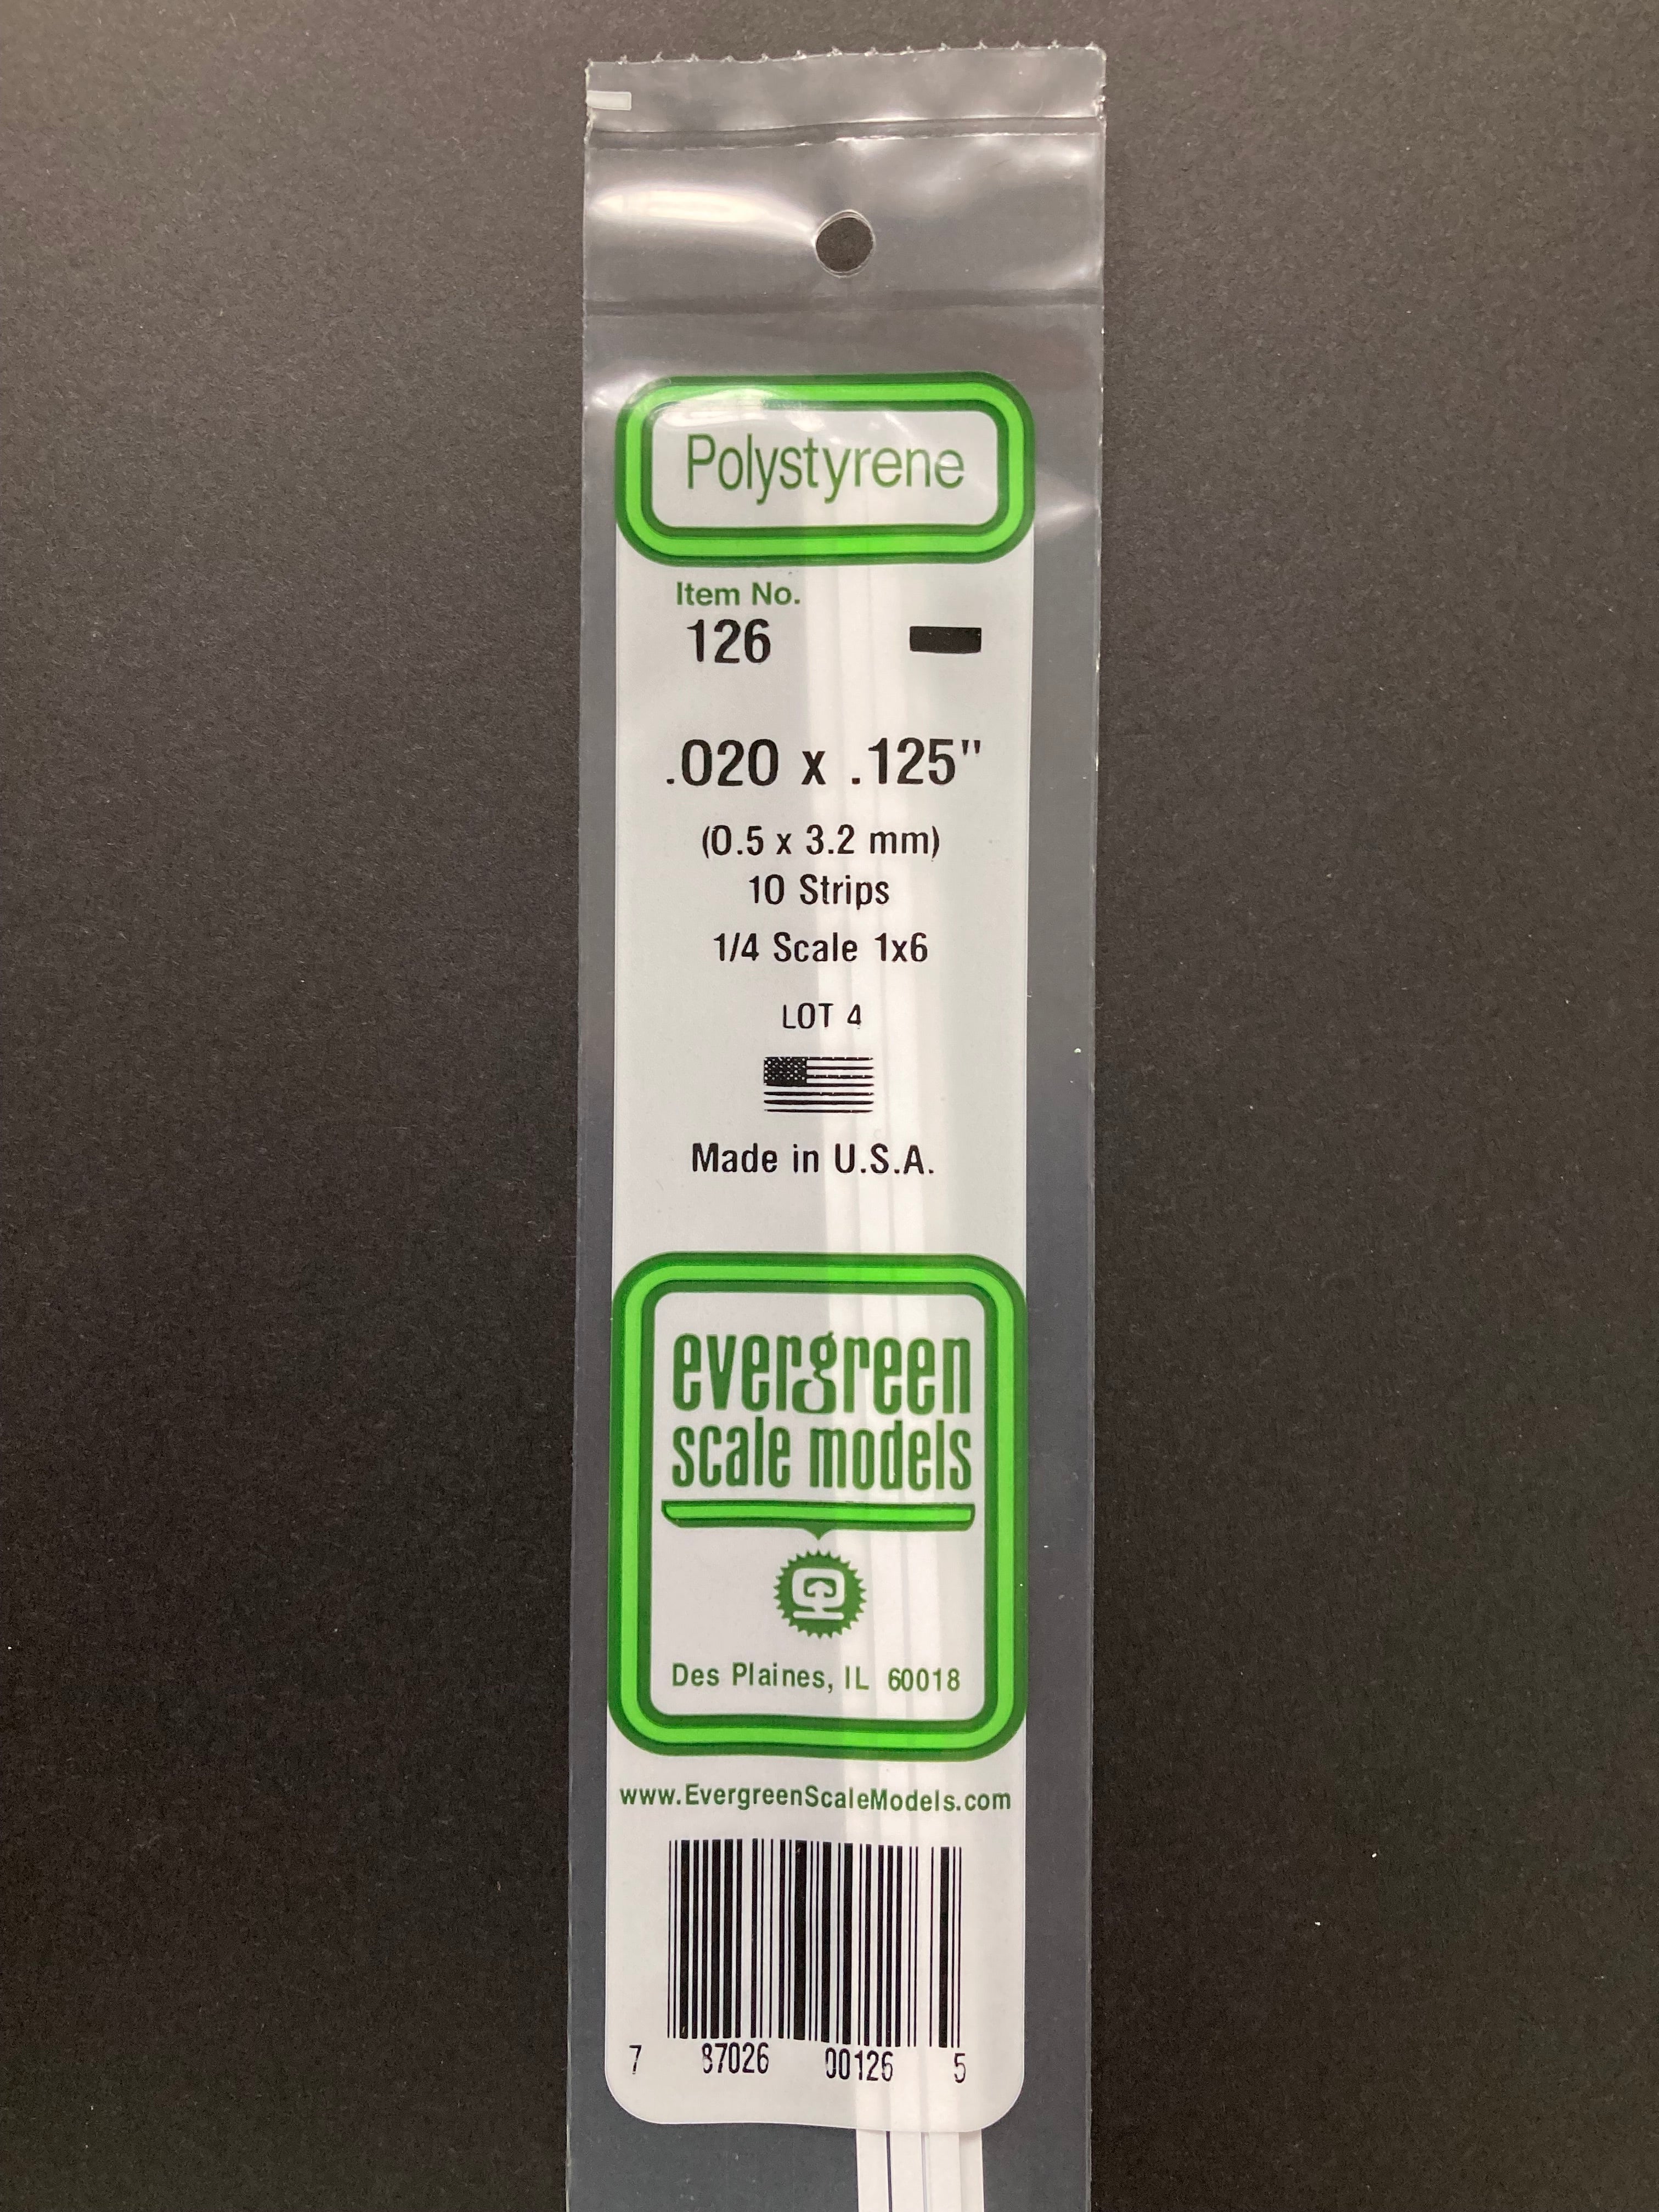 Polystyrene
Item No.
126
.020 x .125"
(0.5 x 3.2 mm)
10 Strips
1/4 Scale 1x6
LOT 4
Made in U.S.A.
evergreen
scale models
Des Plaines, IL 60018
www.EvergreenScaleModels.com
7 87026 00126 5